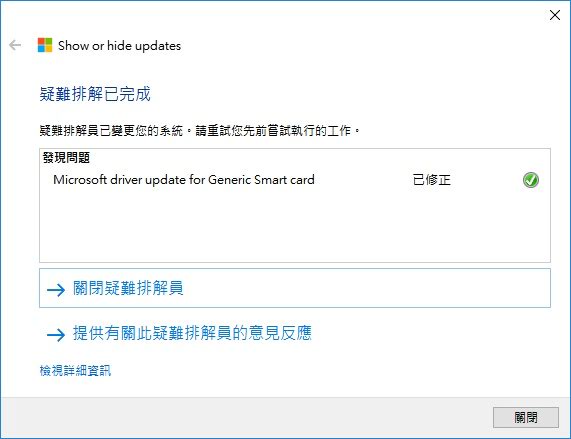 Show or hide updates
疑難排解已完成
疑難排解員已變更您的系統。請重試您先前嘗試執行的工作。
發現問題
Microsoft driver update for Generic Smart card 已修正
關閉疑難排解員
提供有關此疑難排解員的意見反應
檢視詳細資訊
關閉